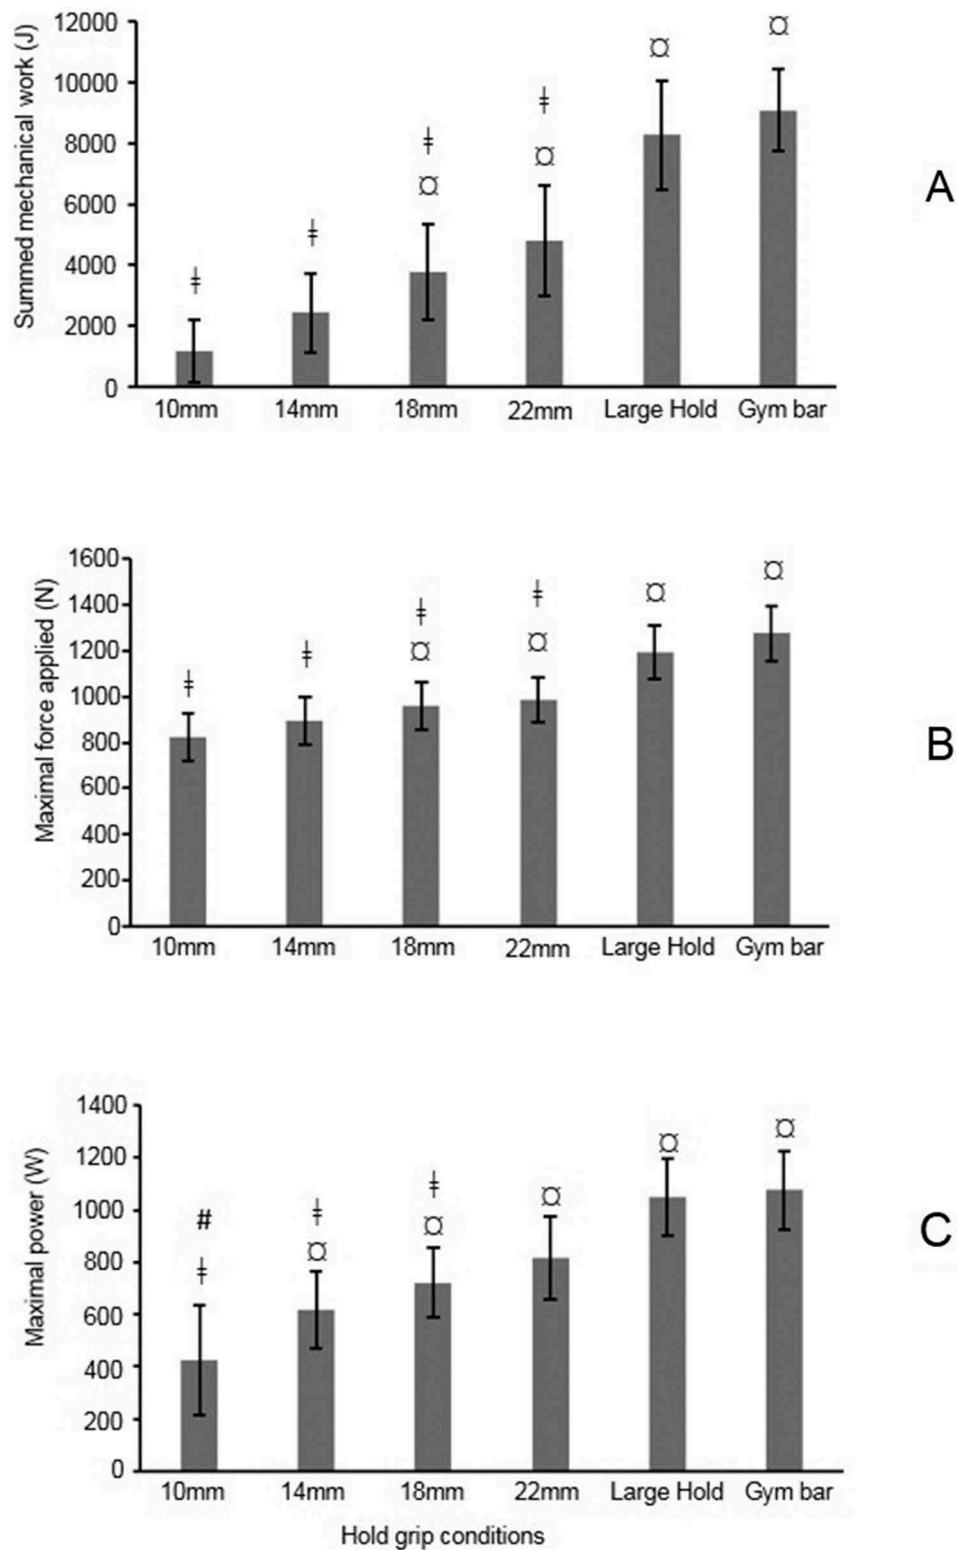 12000
10000
8000
6000
4000
2000
0
Summed mechanical work (J)
ǂ ǂ ǂ ¤ ǂ ¤ ¤ ¤
10mm 14mm 18mm 22mm Large Hold Gym bar
A
1600
1400
1200
1000
800
600
400
200
0
Maximal force applied (N)
ǂ ǂ ǂ ¤ ǂ ¤ ¤ ¤
10mm 14mm 18mm 22mm Large Hold Gym bar
B
1400
1200
1000
800
600
400
200
0
Maximal power (W)
# ǂ ǂ ¤ ǂ ¤ ¤ ¤ ¤
10mm 14mm 18mm 22mm Large Hold Gym bar
C
Hold grip conditions